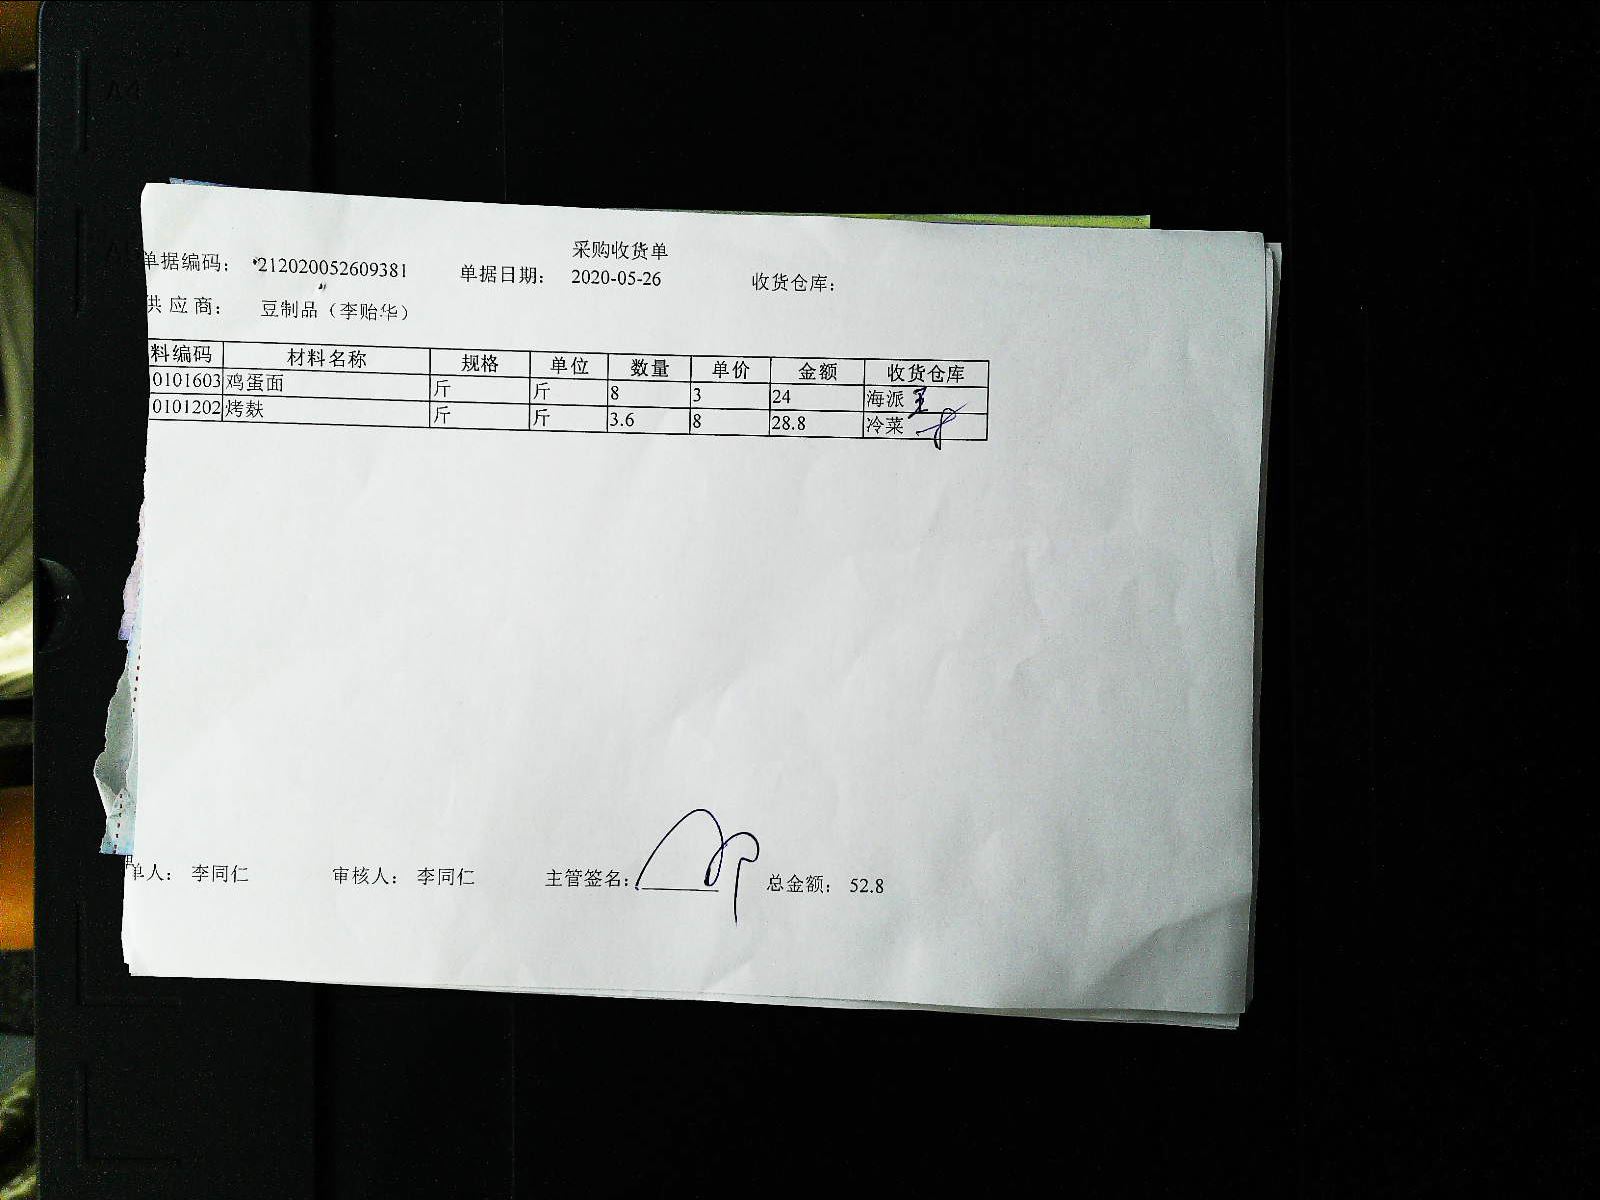 采购收货单
单据编码： 212020052609381 单据日期： 2020-05-26 收货仓库：
供应商： 豆制品（李贻华）
料编码 材料名称 规格 单位 数量 单价 金额 收货仓库
0101603 鸡蛋面 斤 斤 8 3 24 海派
0101202 烤麸 斤 斤 3.6 8 28.8 冷菜
单人： 李同仁 审核人： 李同仁 主管签名： 总金额： 52.8